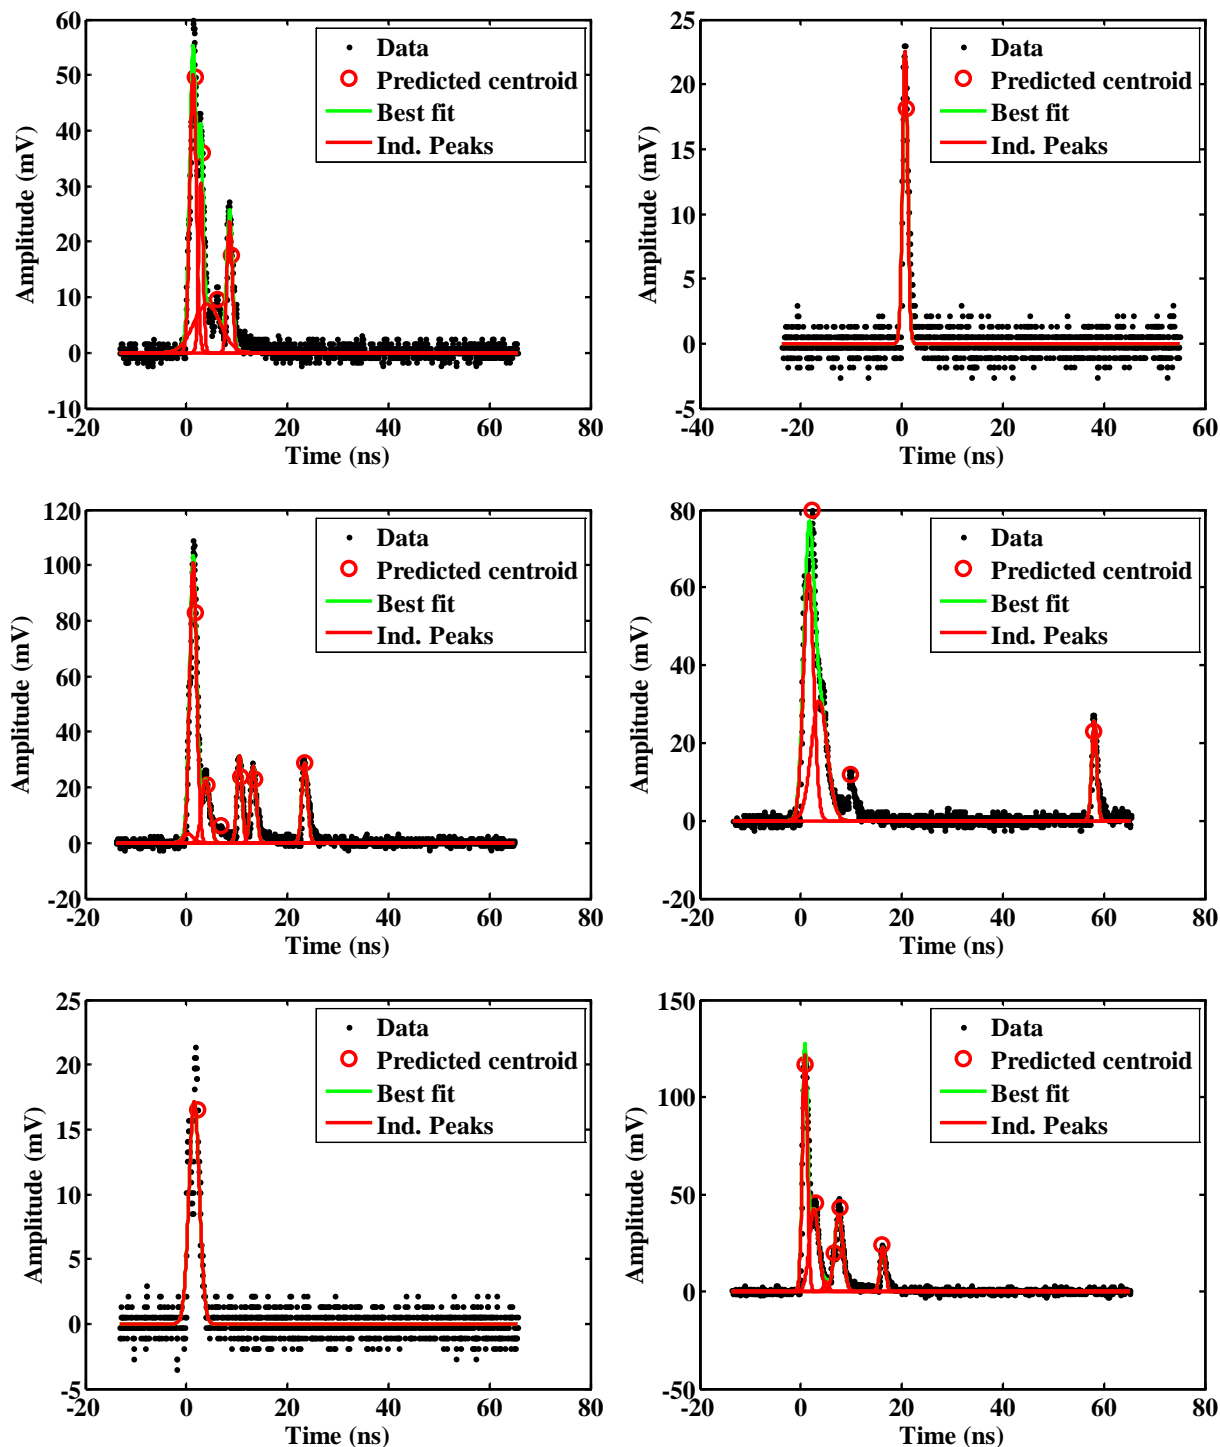 60
50
40
30
20
10
0
-10
-20 0 20 40 60 80
Time (ns)
Amplitude (mV)
Data
Predicted centroid
Best fit
Ind. Peaks
25
20
15
10
5
0
-5
-40 -20 0 20 40 60
Time (ns)
Amplitude (mV)
Data
Predicted centroid
Best fit
Ind. Peaks
120
100
80
60
40
20
0
-20
-20 0 20 40 60 80
Time (ns)
Amplitude (mV)
Data
Predicted centroid
Best fit
Ind. Peaks
80
60
40
20
0
-20
-20 0 20 40 60 80
Time (ns)
Amplitude (mV)
Data
Predicted centroid
Best fit
Ind. Peaks
25
20
15
10
5
0
-5
-20 0 20 40 60 80
Time (ns)
Amplitude (mV)
Data
Predicted centroid
Best fit
Ind. Peaks
150
100
50
0
-50
-20 0 20 40 60 80
Time (ns)
Amplitude (mV)
Data
Predicted centroid
Best fit
Ind. Peaks